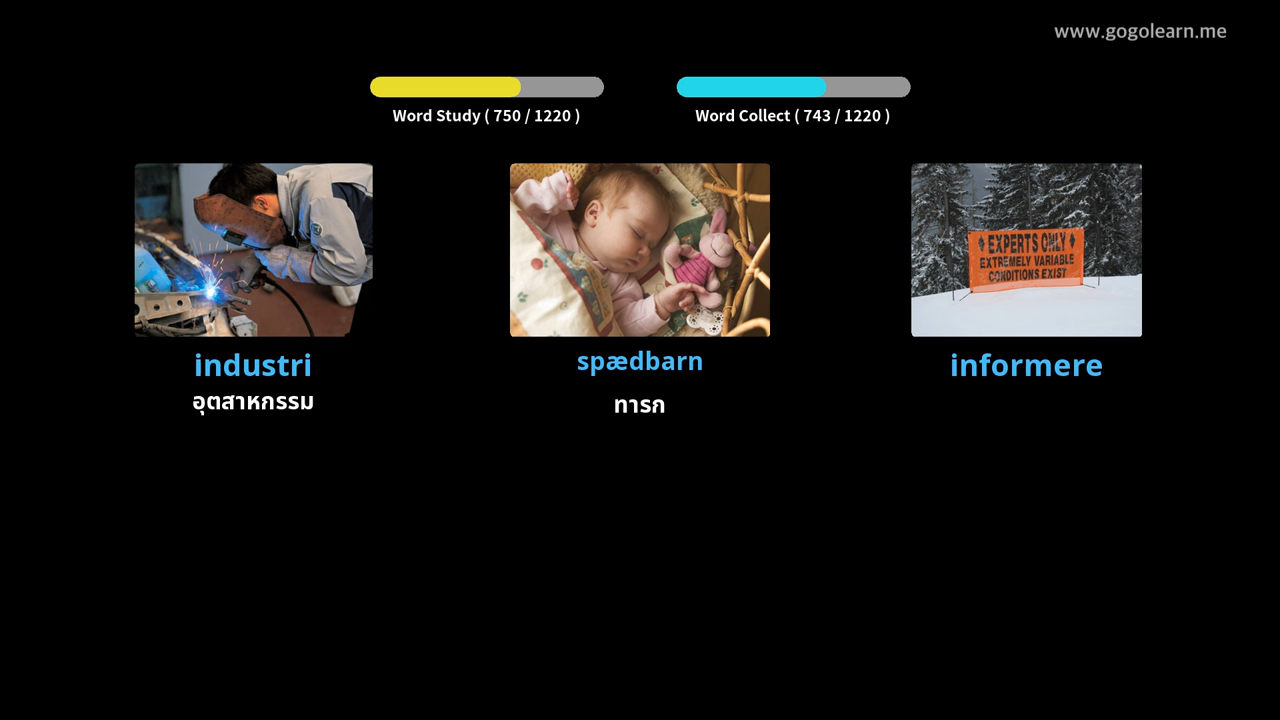 www.gogolearn.me
Word Study ( 750 / 1220 )
Word Collect ( 743 / 1220 )
EXPERTS ONLY
EXTREMELY VARIABLE
CONDITIONS EXIST
industri
อุตสาหกรรม
spædbarn
ทารก
informere